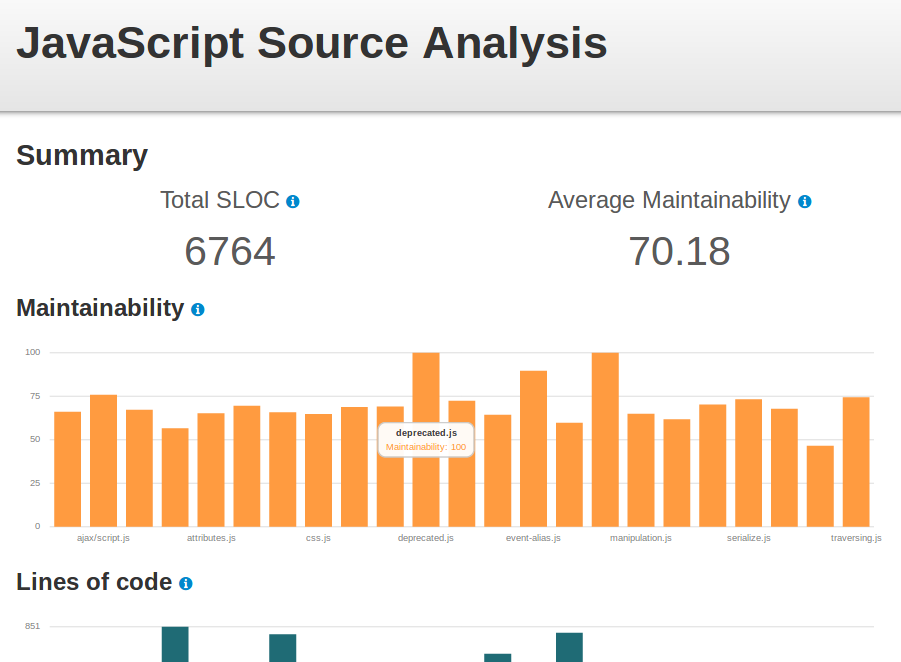 JavaScript Source Analysis
Summary
Total SLOC
Average Maintainability
6764
70.18
Maintainability
100
75
50
25
0
deprecated.js
Maintainability: 100
ajax/script.js attributes.js css.js deprecated.js event-alias.js manipulation.js serialize.js traversing.js
Lines of code
851